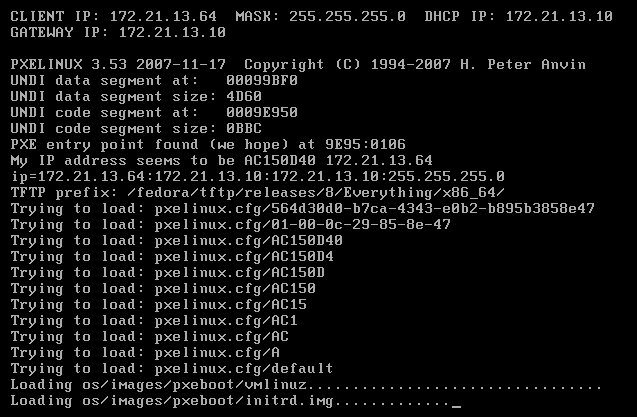 CLIENT IP: 172.21.13.64  MASK: 255.255.255.0  DHCP IP: 172.21.13.10
GATEWAY IP: 172.21.13.10
PXELINUX 3.53 2007-11-17  Copyright (C) 1994-2007 H. Peter Anvin
UNDI data segment at:   00099BF0
UNDI data segment size: 4D60
UNDI code segment at:   0009E950
UNDI code segment size: 0BBC
PXE entry point found (we hope) at 9E95:0106
My IP address seems to be AC150D40 172.21.13.64
ip=172.21.13.64:172.21.13.10:172.21.13.10:255.255.255.0
TFTP prefix: /fedora/tftp/releases/8/Everything/x86_64/
Trying to load: pxelinux.cfg/564d30d0-b7ca-4343-e0b2-b895b3858e47
Trying to load: pxelinux.cfg/01-00-0c-29-85-8e-47
Trying to load: pxelinux.cfg/AC150D40
Trying to load: pxelinux.cfg/AC150D4
Trying to load: pxelinux.cfg/AC150D
Trying to load: pxelinux.cfg/AC150
Trying to load: pxelinux.cfg/AC15
Trying to load: pxelinux.cfg/AC1
Trying to load: pxelinux.cfg/AC
Trying to load: pxelinux.cfg/A
Trying to load: pxelinux.cfg/default
Loading os/images/pxeboot/vmlinuz.................................
Loading os/images/pxeboot/initrd.img............._